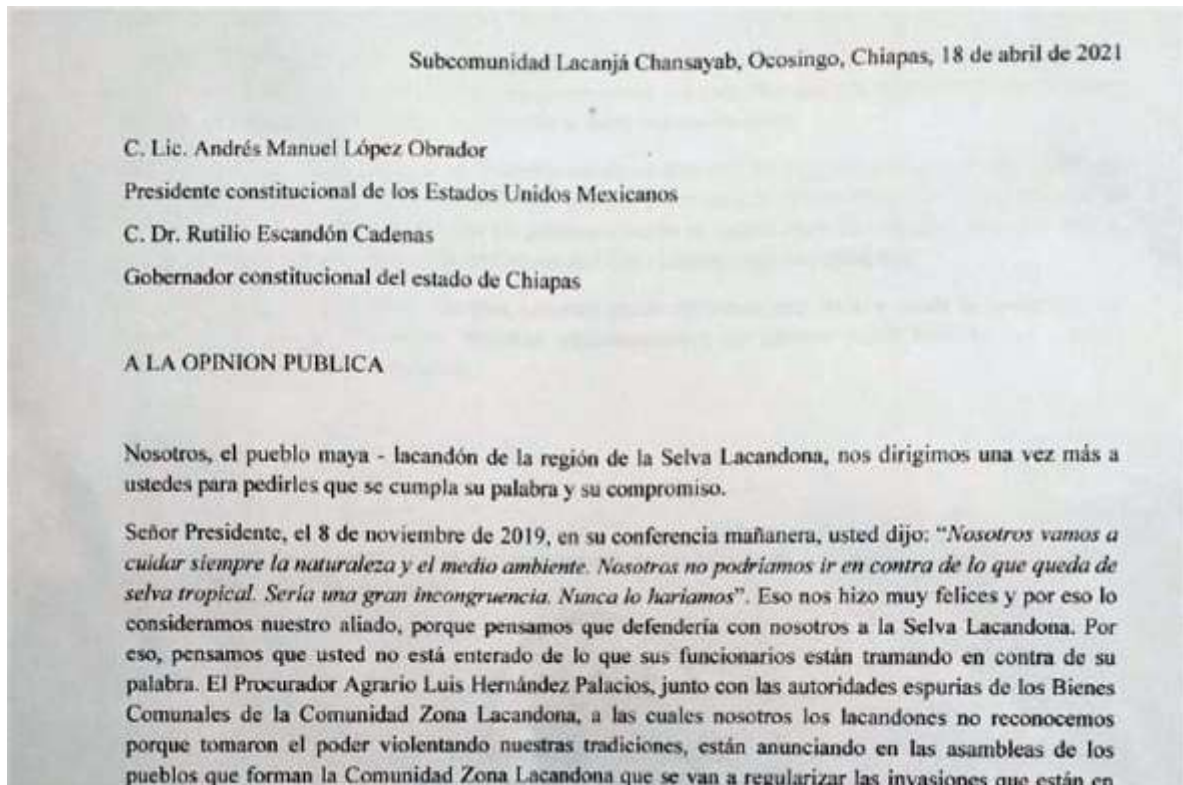 Subcomunidad Lacanjá Chansayab, Ocosingo, Chiapas, 18 de abril de 2021
C. Lic. Andrés Manuel López Obrador
Presidente constitucional de los Estados Unidos Mexicanos
C. Dr. Rutilio Escandón Cadenas
Gobernador constitucional del estado de Chiapas
A LA OPINION PUBLICA
Nosotros, el pueblo maya - lacandón de la región de la Selva Lacandona, nos dirigimos una vez más a
ustedes para pedirles que se cumpla su palabra y su compromiso.
Señor Presidente, el 8 de noviembre de 2019, en su conferencia mañanera, usted dijo: “Nosotros vamos a
cuidar siempre la naturaleza y el medio ambiente. Nosotros no podríamos ir en contra de lo que queda de
selva tropical. Sería una gran incongruencia. Nunca lo haríamos”. Eso nos hizo muy felices y por eso lo
consideramos nuestro aliado, porque pensamos que defendería con nosotros a la Selva Lacandona. Por
eso, pensamos que usted no está enterado de lo que sus funcionarios están tramando en contra de su
palabra. El Procurador Agrario Luis Hernández Palacios, junto con las autoridades espurias de los Bienes
Comunales de la Comunidad Zona Lacandona, a las cuales nosotros los lacandones no reconocemos
porque tomaron el poder violentando nuestras tradiciones, están anunciando en las asambleas de los
pueblos que forman la Comunidad Zona Lacandona que se van a regularizar las invasiones que están en